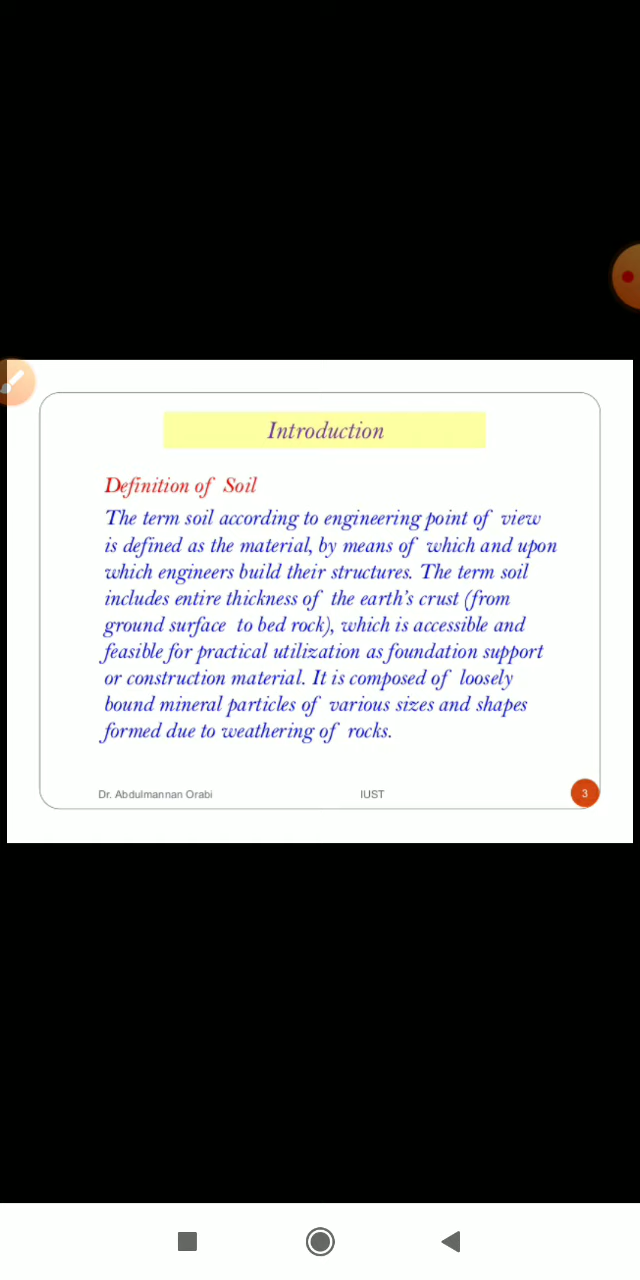 Introduction
Definition of Soil
The term soil according to engineering point of view
is defined as the material, by means of which and upon
which engineers build their structures. The term soil
includes entire thickness of the earth's crust (from
ground surface to bed rock), which is accessible and
feasible for practical utilization as foundation support
or construction material. It is composed of loosely
bound mineral particles of various sizes and shapes
formed due to weathering of rocks.
Dr. Abdulmannan Orabi IUST 3